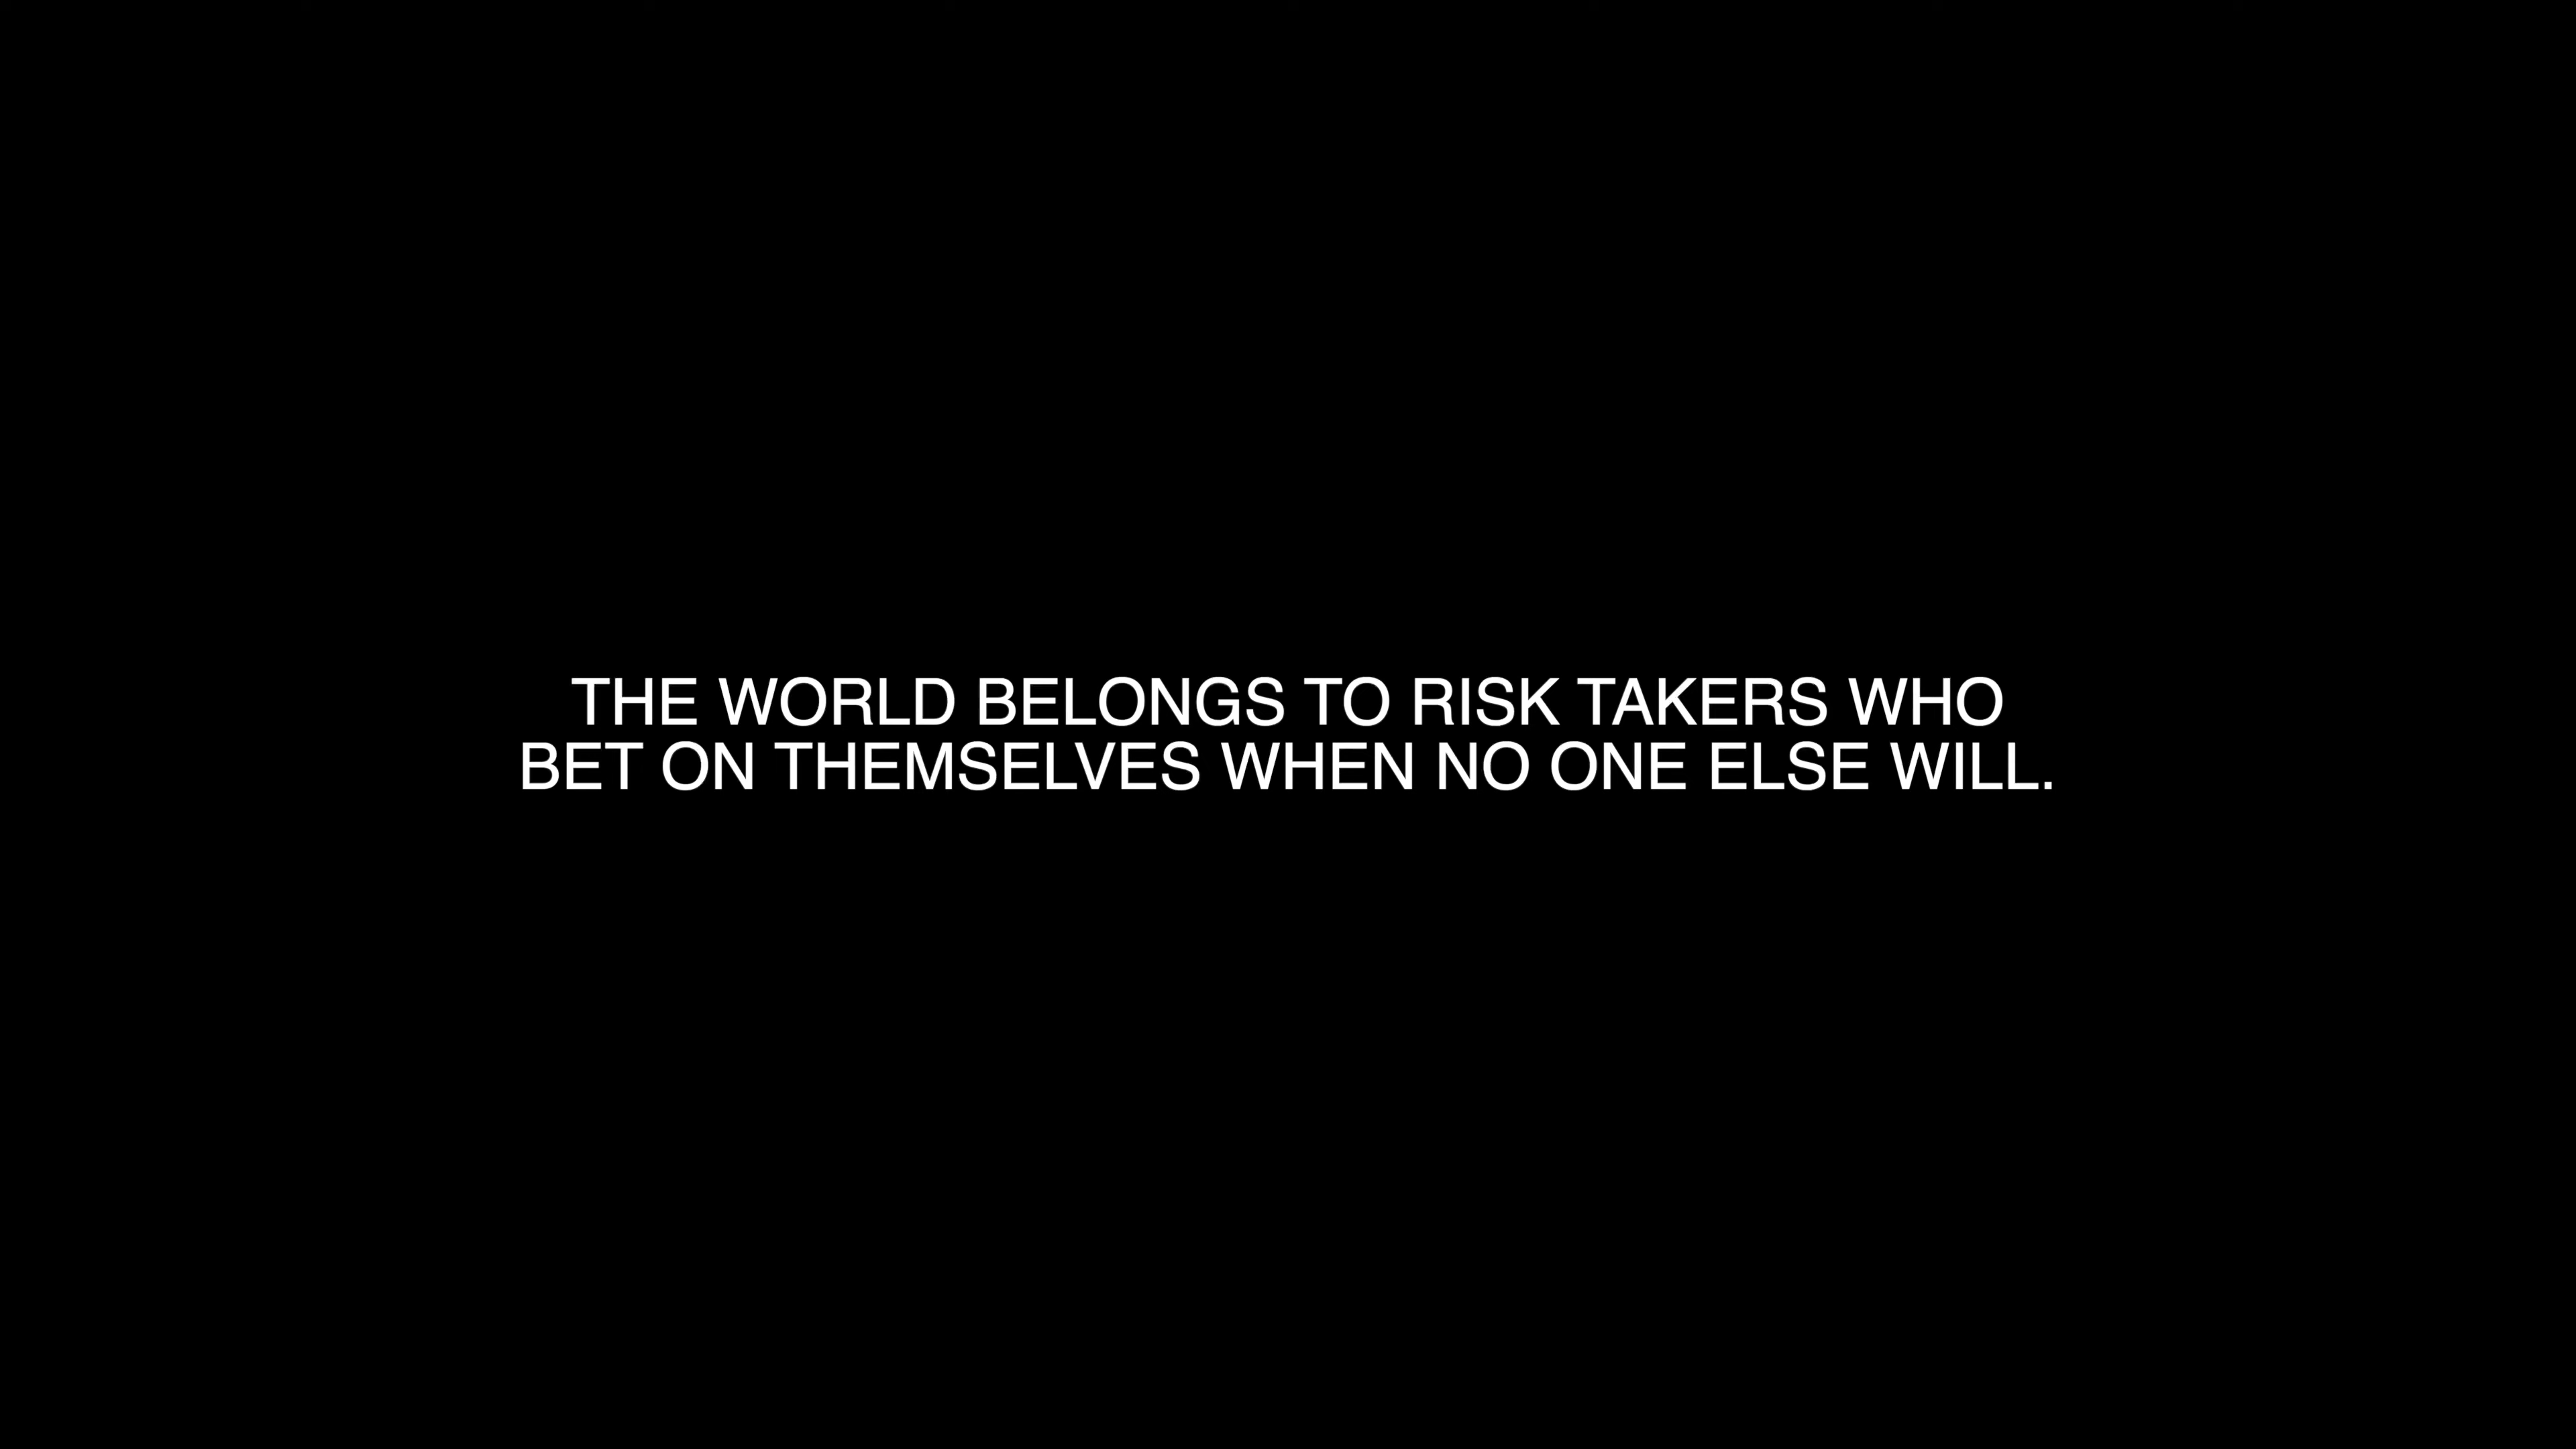 THE WORLD BELONGS TO RISK TAKERS WHO
BET ON THEMSELVES WHEN NO ONE ELSE WILL.